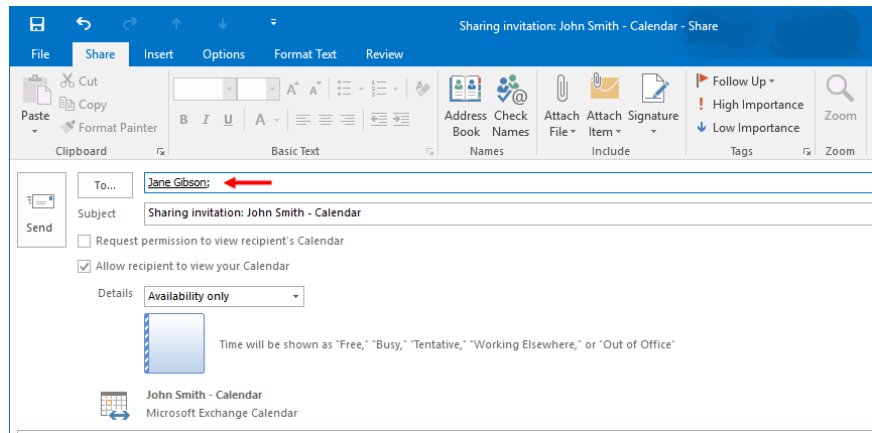 Sharing invitation: John Smith - Calendar - Share
File Share Insert Options Format Text Review
Paste
Cut
Copy
Format Painter
Clipboard
A A
B I U A
Basic Text
Address Book
Check Names
Names
Attach File
Attach Item
Signature
Include
Follow Up
High Importance
Low Importance
Tags
Zoom
Zoom
Send
To... Jane Gibson;
Subject Sharing invitation: John Smith - Calendar
Request permission to view recipient's Calendar
Allow recipient to view your Calendar
Details Availability only
Time will be shown as "Free," "Busy," "Tentative," "Working Elsewhere," or "Out of Office"
John Smith - Calendar
Microsoft Exchange Calendar